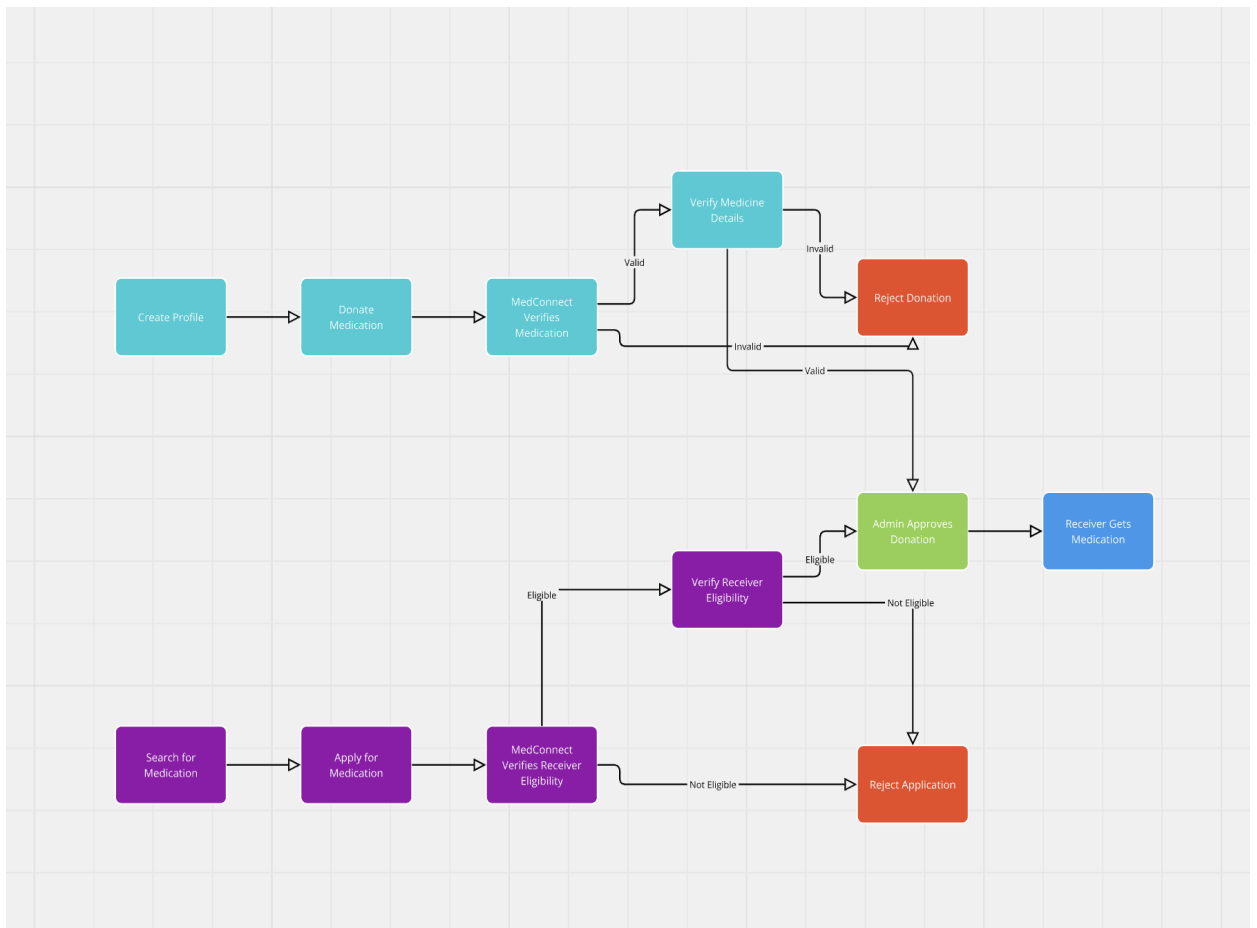 Verify Medicine
Details
Invalid
Valid
Reject Donation
Create Profile
Donate
Medication
MedConnect
Verifies
Medication
Invalid
Valid
Admin Approves
Donation
Receiver Gets
Medication
Eligible
Verify Receiver
Eligibility
Eligible
Not Eligible
Search for
Medication
Apply for
Medication
MedConnect
Verifies Receiver
Eligibility
Not Eligible
Reject Application